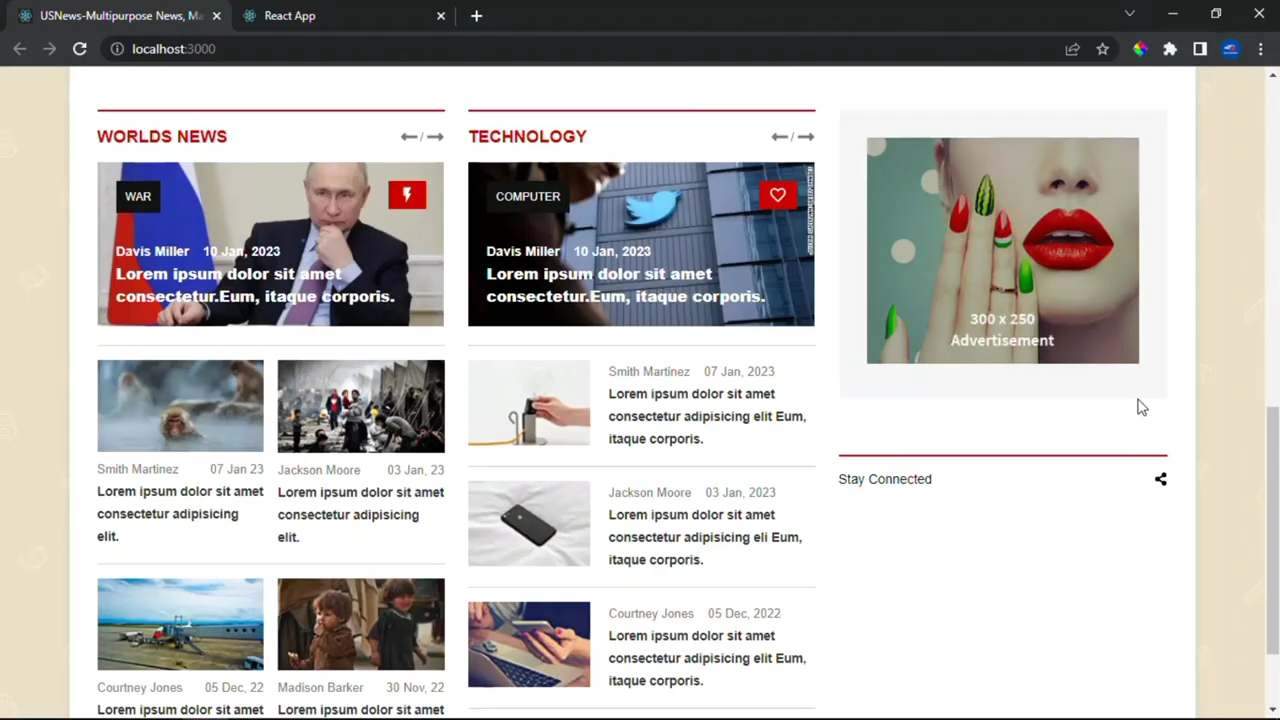 USNews-Multipurpose News, Ma
React App
localhost:3000
WORLDS NEWS
/
WAR
Davis Miller 10 Jan, 2023
Lorem ipsum dolor sit amet
consectetur.Eum, itaque corporis.
Smith Martinez 07 Jan 23
Lorem ipsum dolor sit amet
consectetur adipisicing
elit.
Jackson Moore 03 Jan, 23
Lorem ipsum dolor sit amet
consectetur adipisicing
elit.
Courtney Jones 05 Dec, 22
Lorem ipsum dolor sit amet
Madison Barker 30 Nov, 22
Lorem ipsum dolor sit amet
TECHNOLOGY
/
COMPUTER
Davis Miller 10 Jan, 2023
Lorem ipsum dolor sit amet
consectetur.Eum, itaque corporis.
Smith Martinez 07 Jan, 2023
Lorem ipsum dolor sit amet
consectetur adipisicing elit Eum,
itaque corporis.
Jackson Moore 03 Jan, 2023
Lorem ipsum dolor sit amet
consectetur adipisicing eli Eum,
itaque corporis.
Courtney Jones 05 Dec, 2022
Lorem ipsum dolor sit amet
consectetur adipisicing elit Eum,
itaque corporis.
300 x 250
Advertisement
Stay Connected